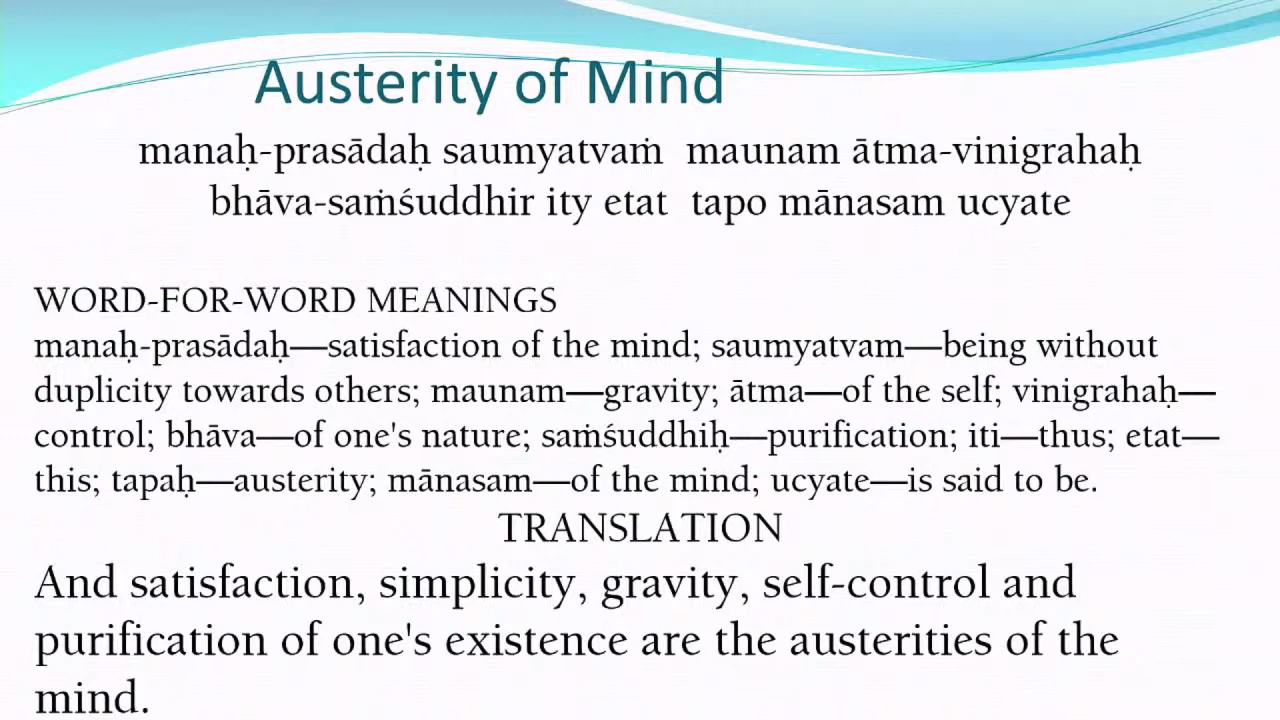 Austerity of Mind
manaḥ-prasādaḥ saumyatvaṁ maunam ātma-vinigrahaḥ
bhāva-saṁśuddhir ity etat tapo mānasam ucyate
WORD-FOR-WORD MEANINGS
manaḥ-prasādaḥ—satisfaction of the mind; saumyatvam—being without
duplicity towards others; maunam—gravity; ātma—of the self; vinigrahaḥ—
control; bhāva—of one's nature; saṁśuddhiḥ—purification; iti—thus; etat—
this; tapaḥ—austerity; mānasam—of the mind; ucyate—is said to be.
TRANSLATION
And satisfaction, simplicity, gravity, self-control and
purification of one's existence are the austerities of the
mind.